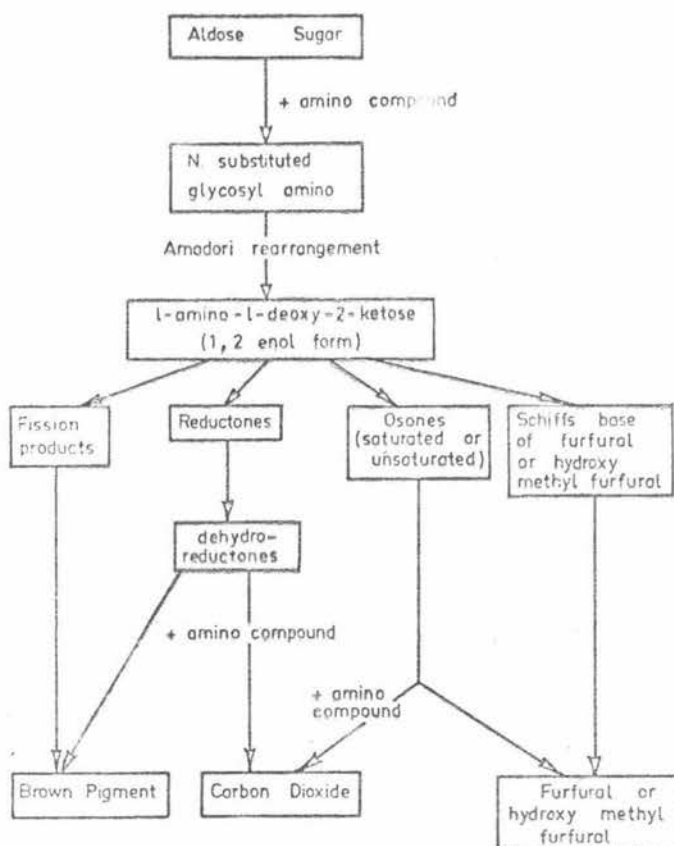 Aldose Sugar
+ amino compound
N. substituted
glycosyl amino
Amadori rearrangement
1-amino-1-deoxy-2-ketose
(1, 2 enol form)
Fission
products
Reductones
Osones
(saturated or
unsaturated)
Schiffs base
of furfural
or hydroxy
methyl furfural
dehydro-
reductones
+ amino compound
+ amino
compound
Brown Pigment
Carbon Dioxide
Furfural or
hydroxy methyl
furfural